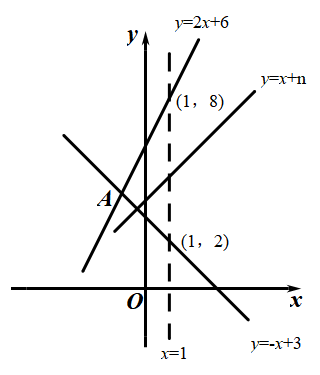 y=2x+6
y
y=x+n
(1，8)
A
(1，2)
O
x
x=1
y=-x+3